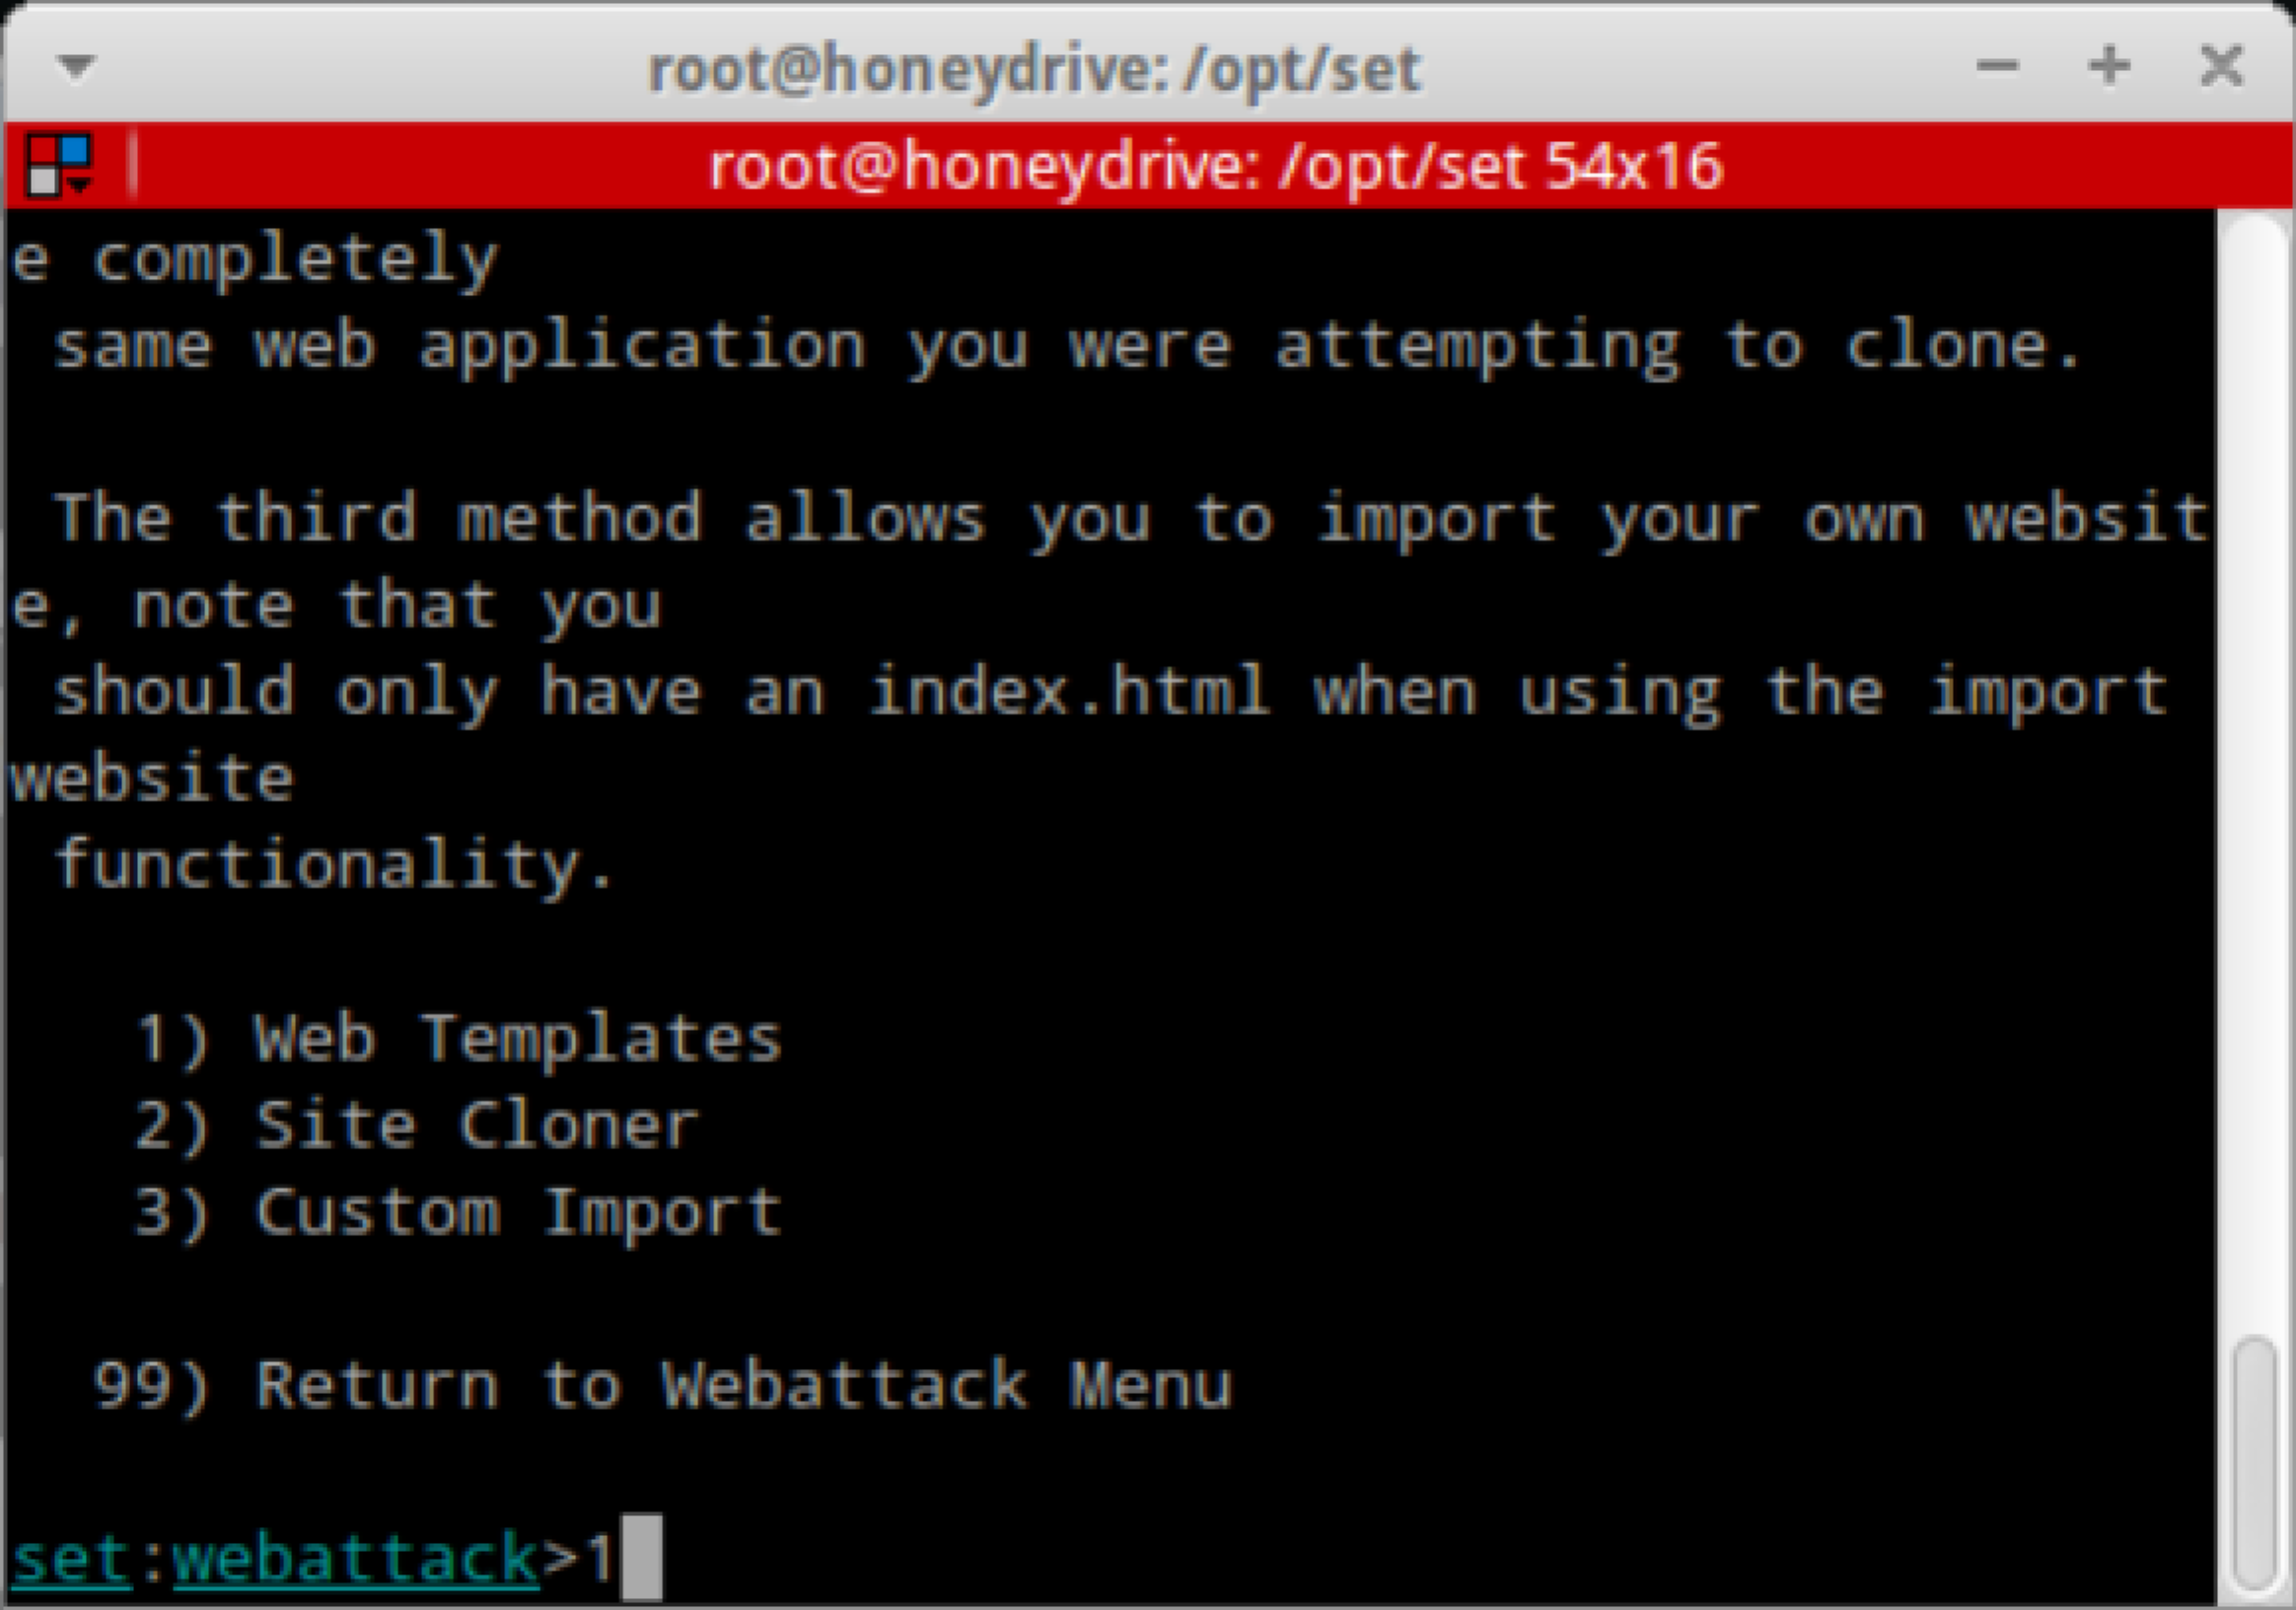 root@honeydrive: /opt/set
root@honeydrive: /opt/set 54x16
e completely
same web application you were attempting to clone.
The third method allows you to import your own websit
e, note that you
should only have an index.html when using the import
website
functionality.
1) Web Templates
2) Site Cloner
3) Custom Import
99) Return to Webattack Menu
set:webattack>1